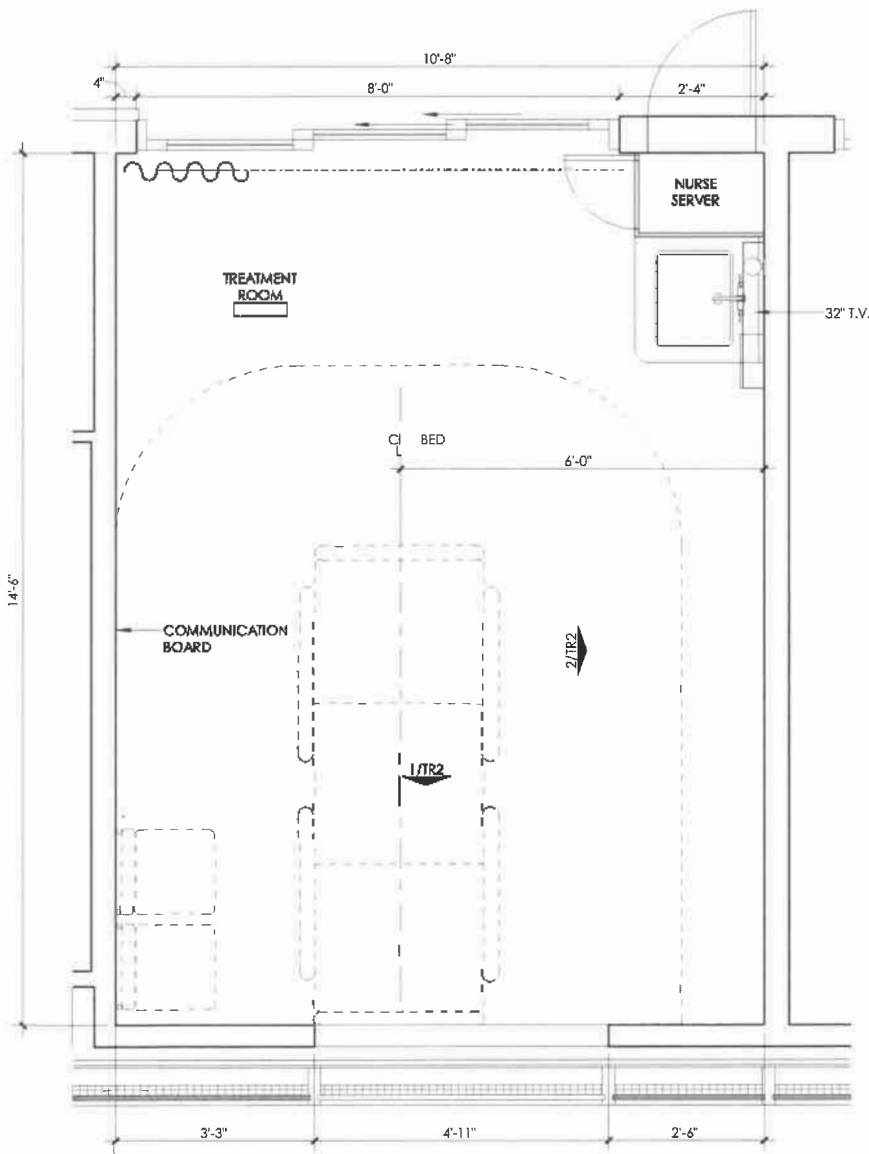 10'-8"
4"
8'-0"
2'-4"
NURSE
SERVER
TREATMENT
ROOM
32" T.V.
CL BED
6'-0"
14'-6"
COMMUNICATION
BOARD
2/TR2
1/TR2
3'-3"
4'-11"
2'-6"